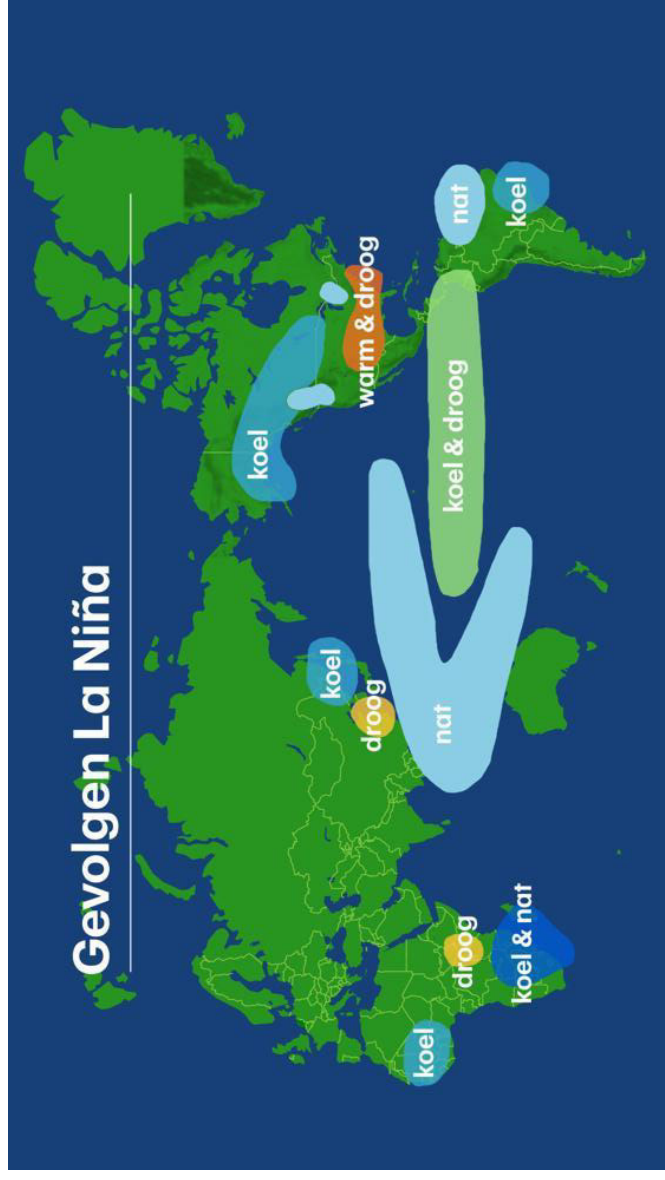 Gevolgen La Niña
koel
warm & droog
nat
koel
koel & droog
koel
droog
nat
droog
koel & nat
koel